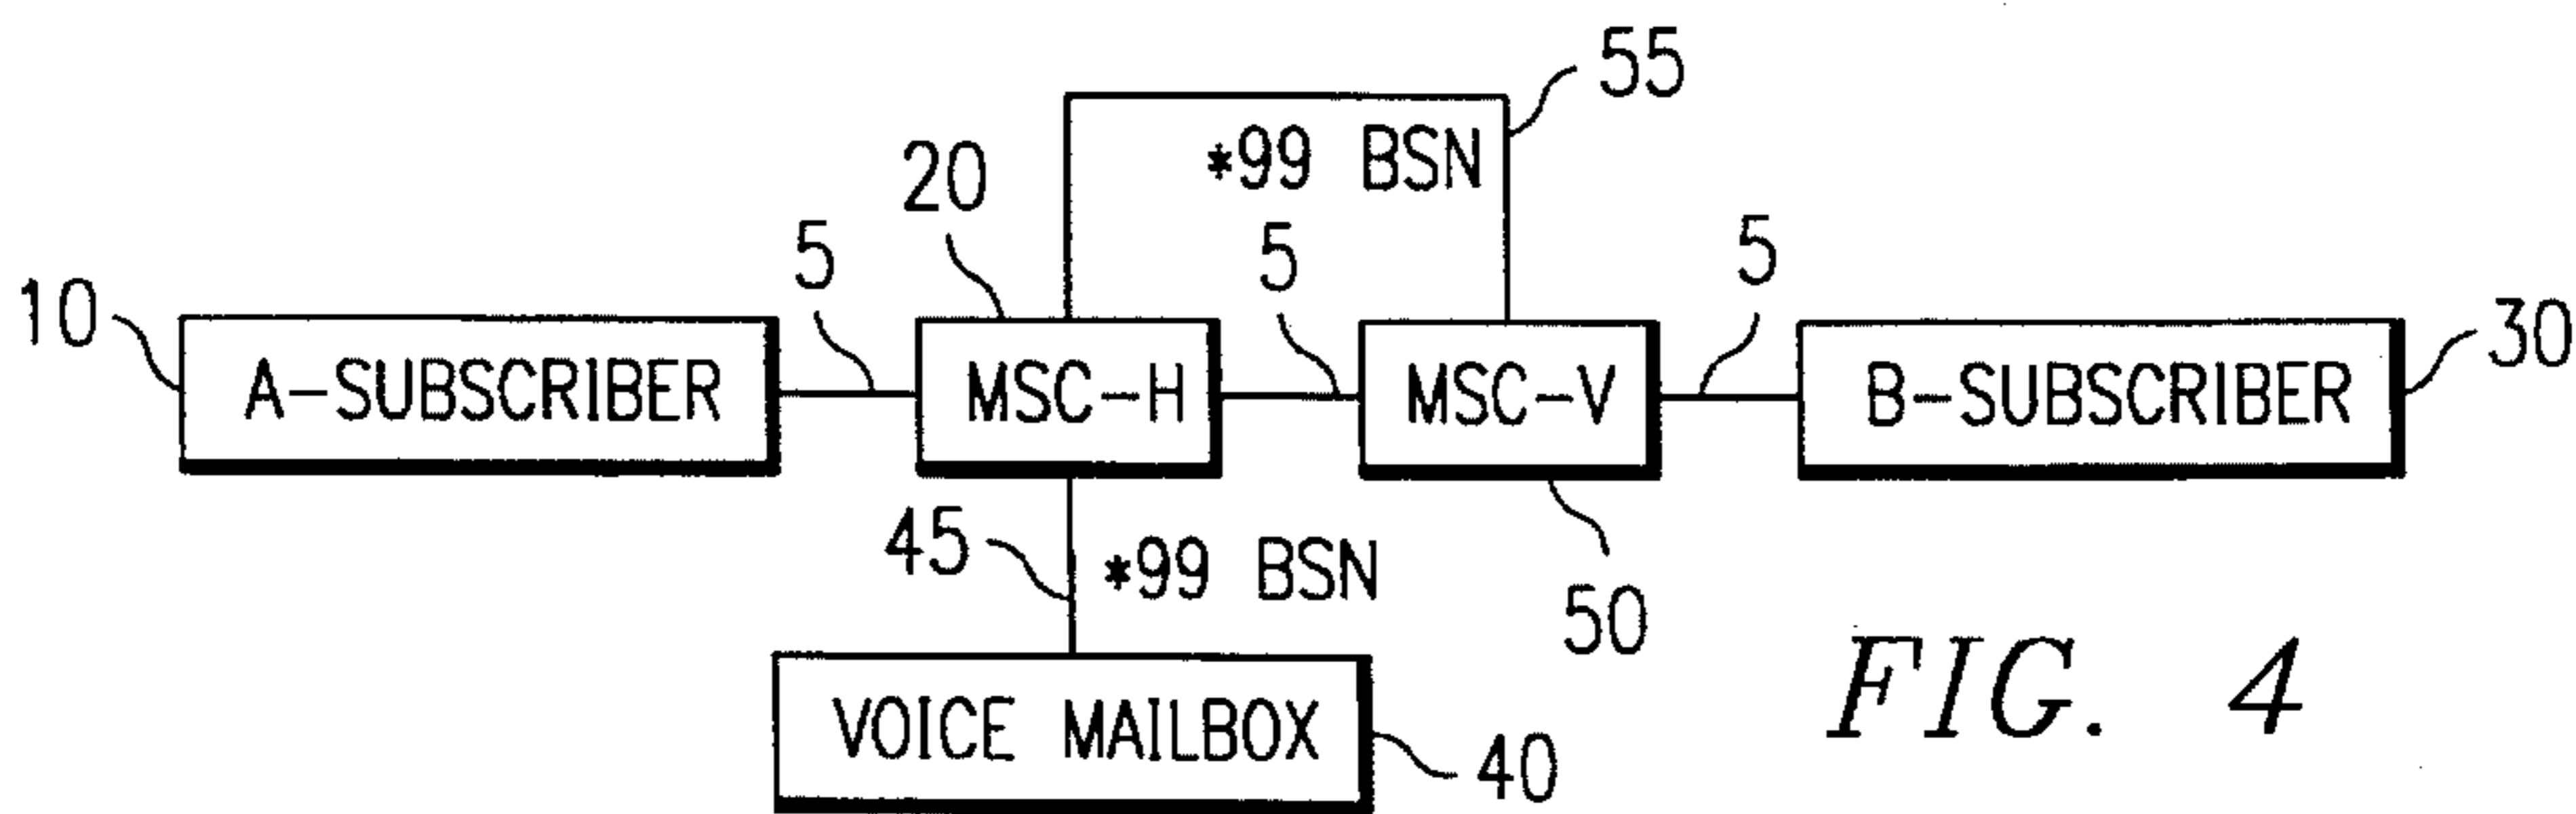 55
*99 BSN
20
5
5
5
10
A-SUBSCRIBER
MSC-H
MSC-V
B-SUBSCRIBER
30
45
*99 BSN
50
VOICE MAILBOX
40
FIG. 4